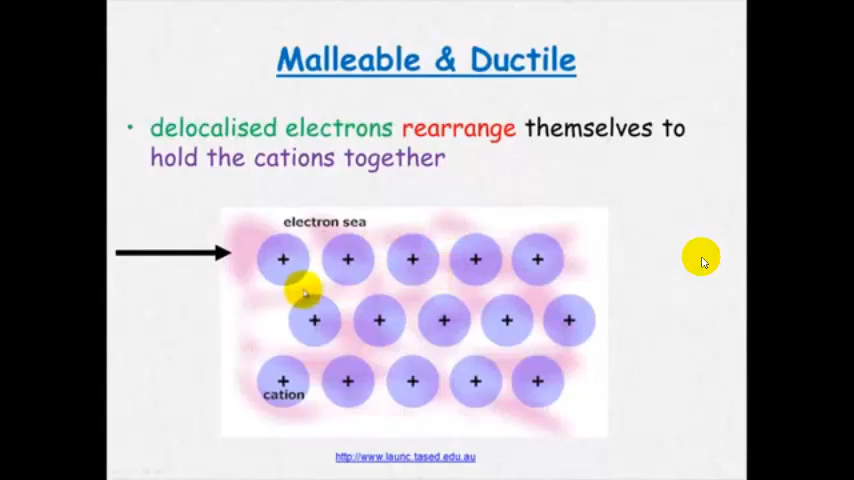 Malleable & Ductile
• delocalised electrons rearrange themselves to
hold the cations together
electron sea
+ + + + +
+ + + + +
+ + + + +
cation
http://www.launc.tased.edu.au